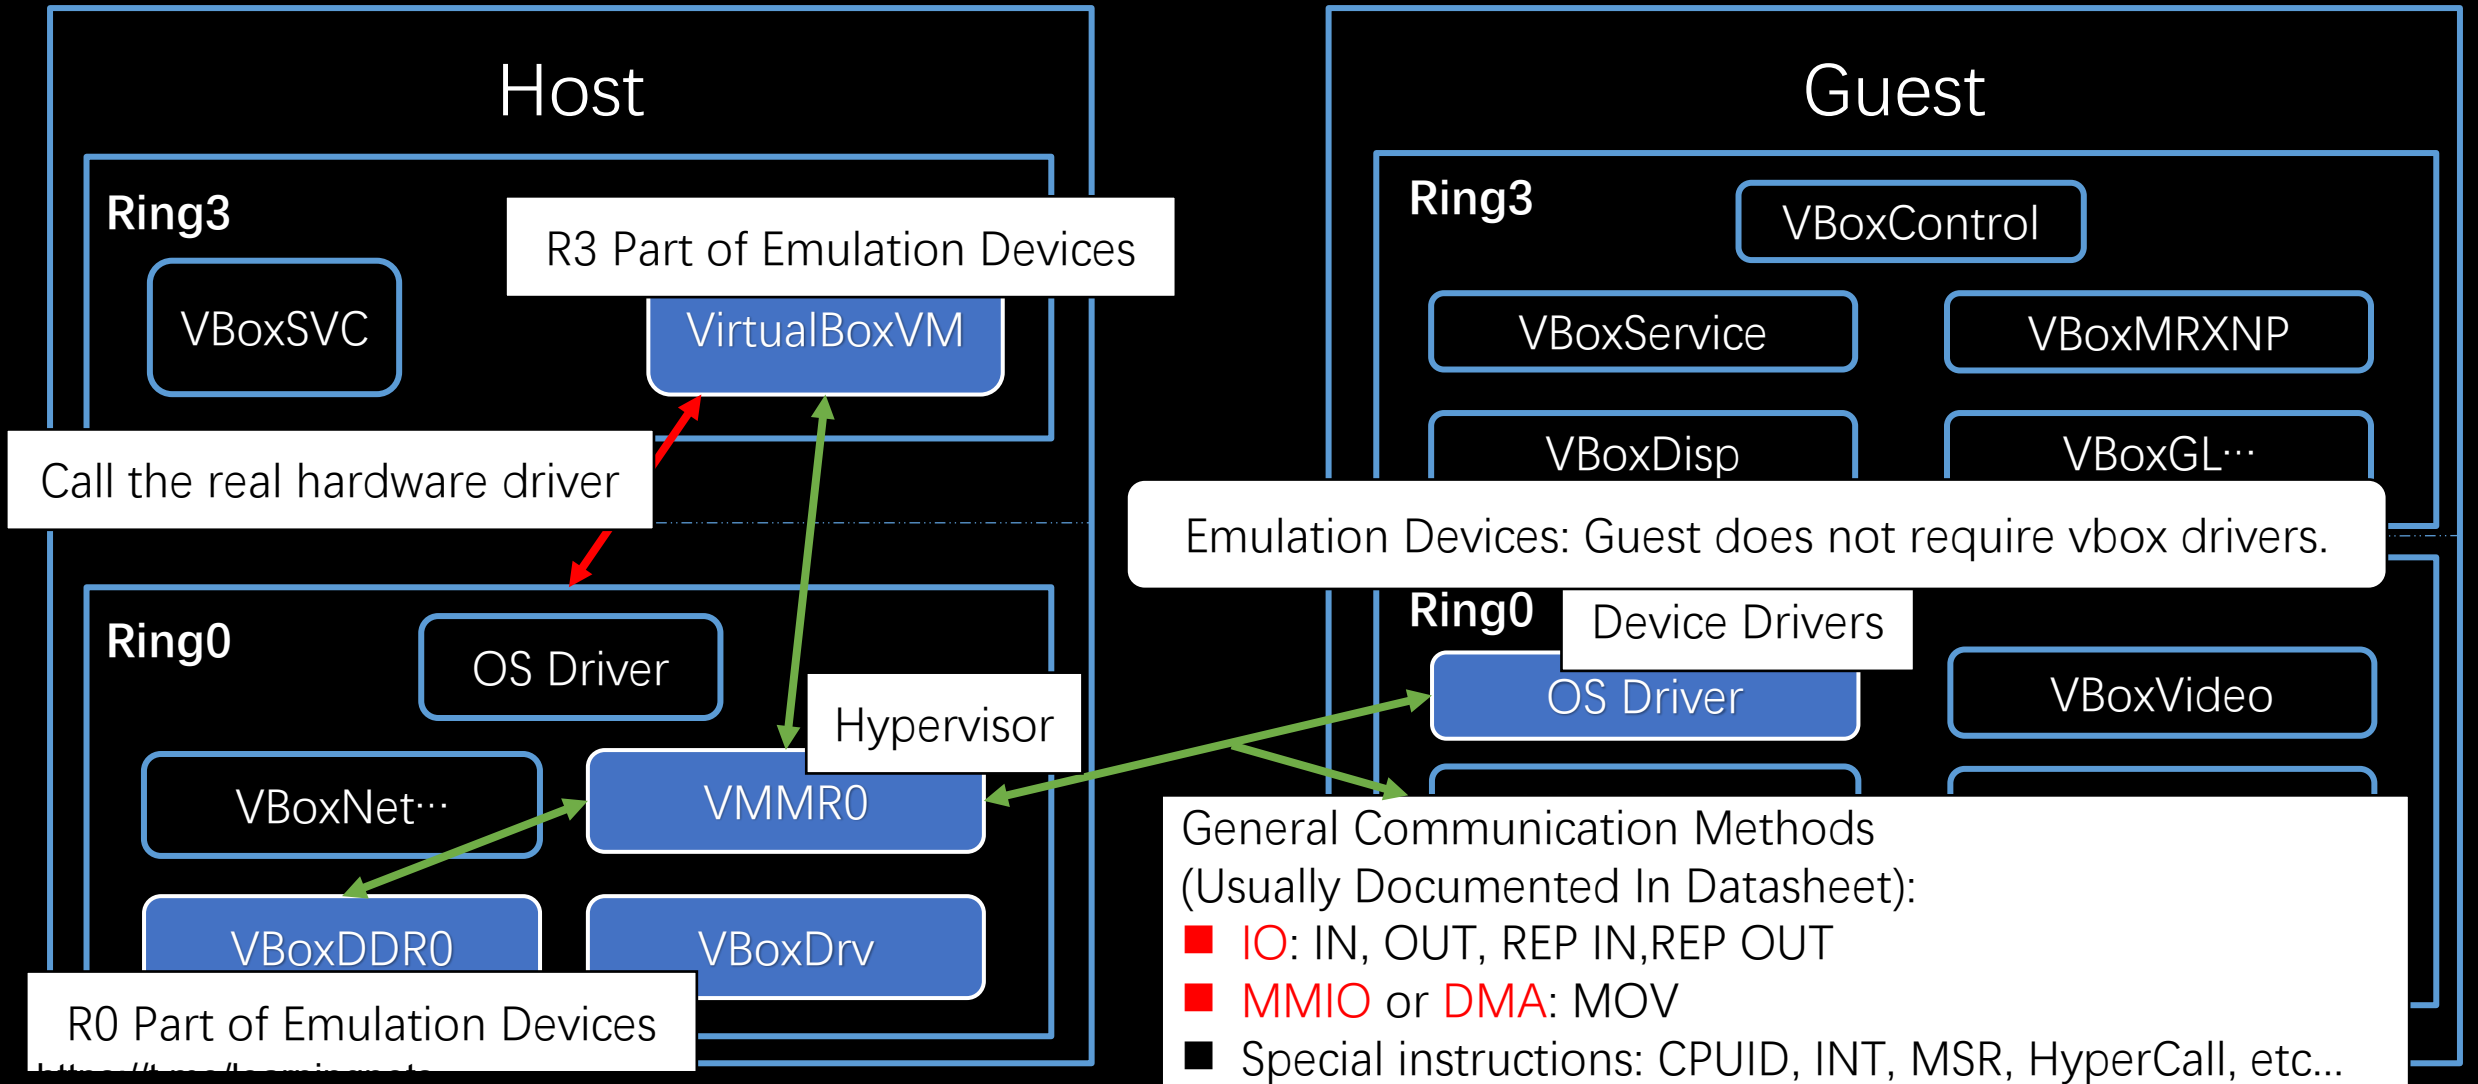 Host
Ring3
R3 Part of Emulation Devices
VBoxSVC
VirtualBoxVM
Call the real hardware driver
Ring0
OS Driver
Hypervisor
VBoxNet…
VMMR0
VBoxDDR0
VBoxDrv
R0 Part of Emulation Devices
Guest
Ring3
VBoxControl
VBoxService
VBoxMRXNP
VBoxDisp
VBoxGL…
Emulation Devices: Guest does not require vbox drivers.
Ring0
Device Drivers
OS Driver
VBoxVideo
General Communication Methods
(Usually Documented In Datasheet):
■ IO: IN, OUT, REP IN,REP OUT
■ MMIO or DMA: MOV
■ Special instructions: CPUID, INT, MSR, HyperCall, etc...